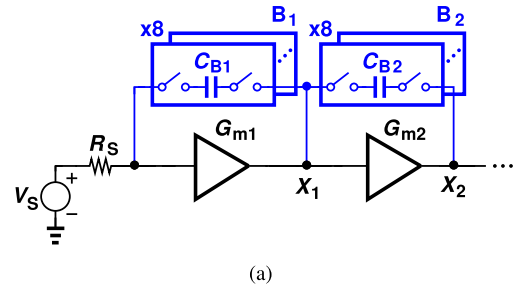 x8 B1 x8 B2
CB1 CB2
Gm1 Gm2
RS
VS + − X1 X2 ...
(a)